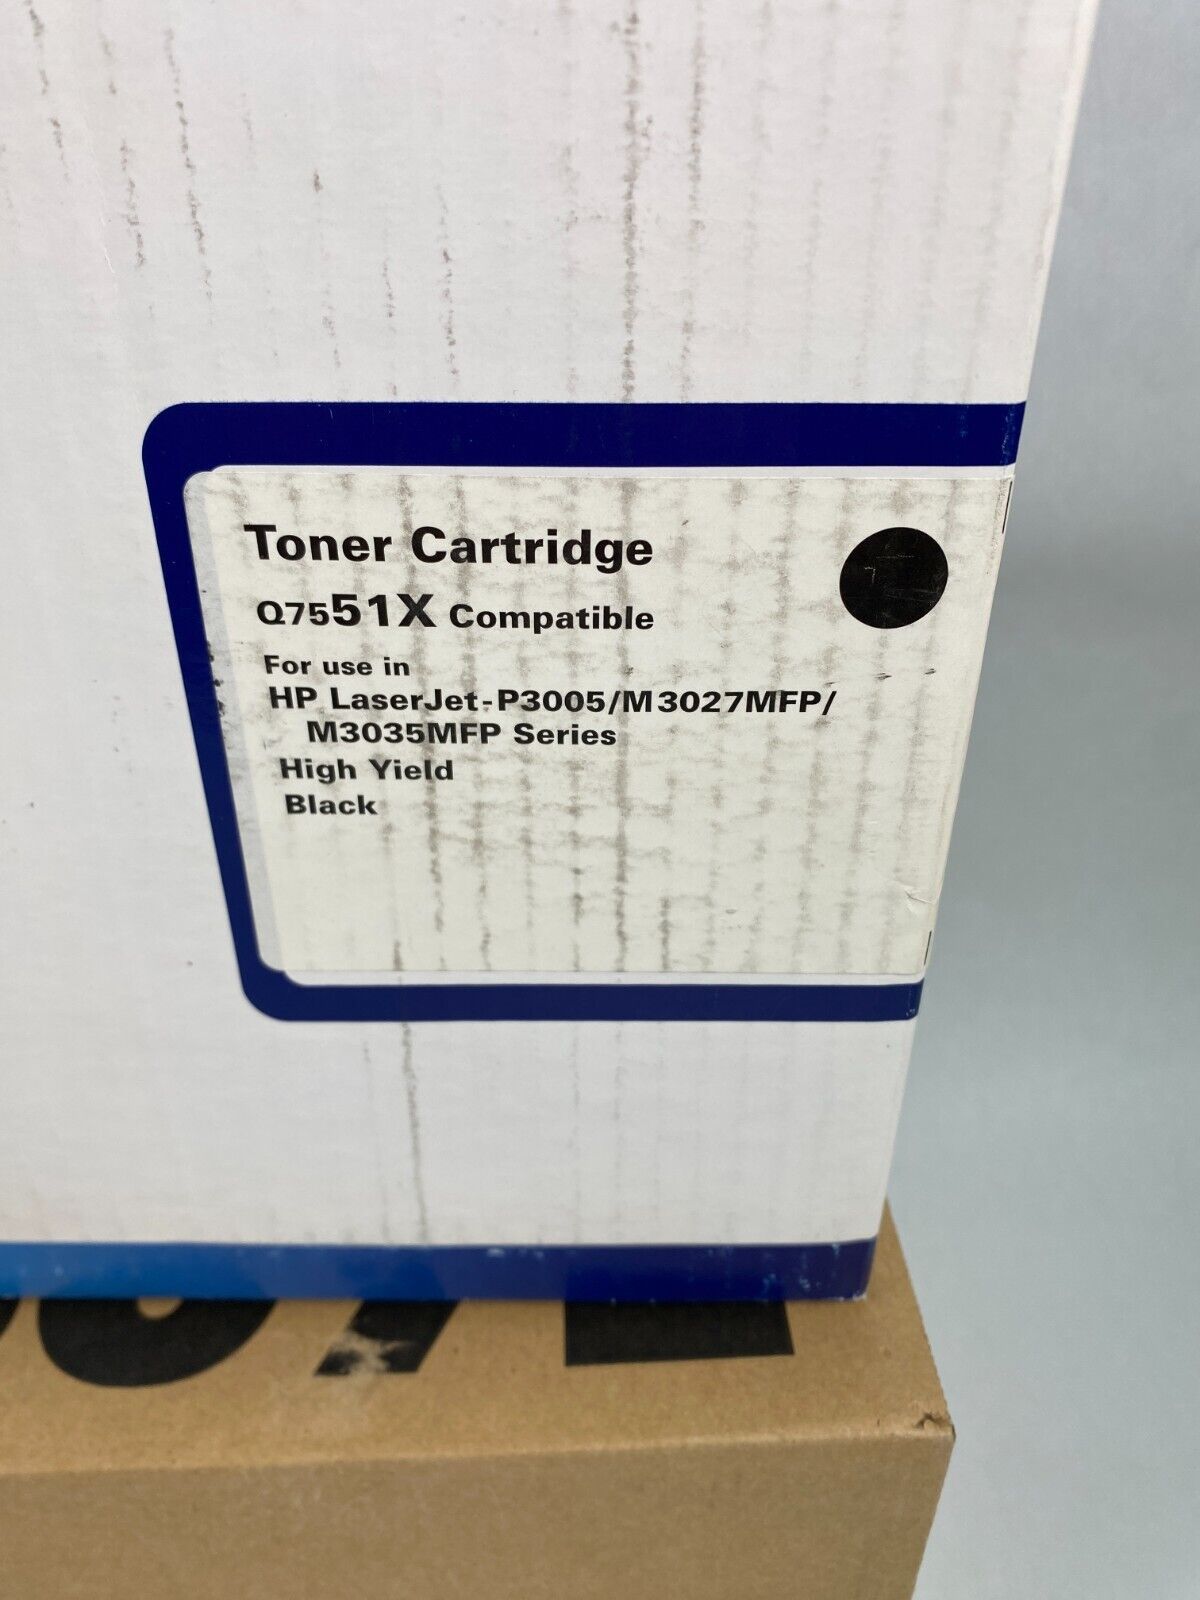 Toner Cartridge
Q7551X Compatible
For use in
HP LaserJet-P3005/M3027MFP/
M3035MFP Series
High Yield
Black